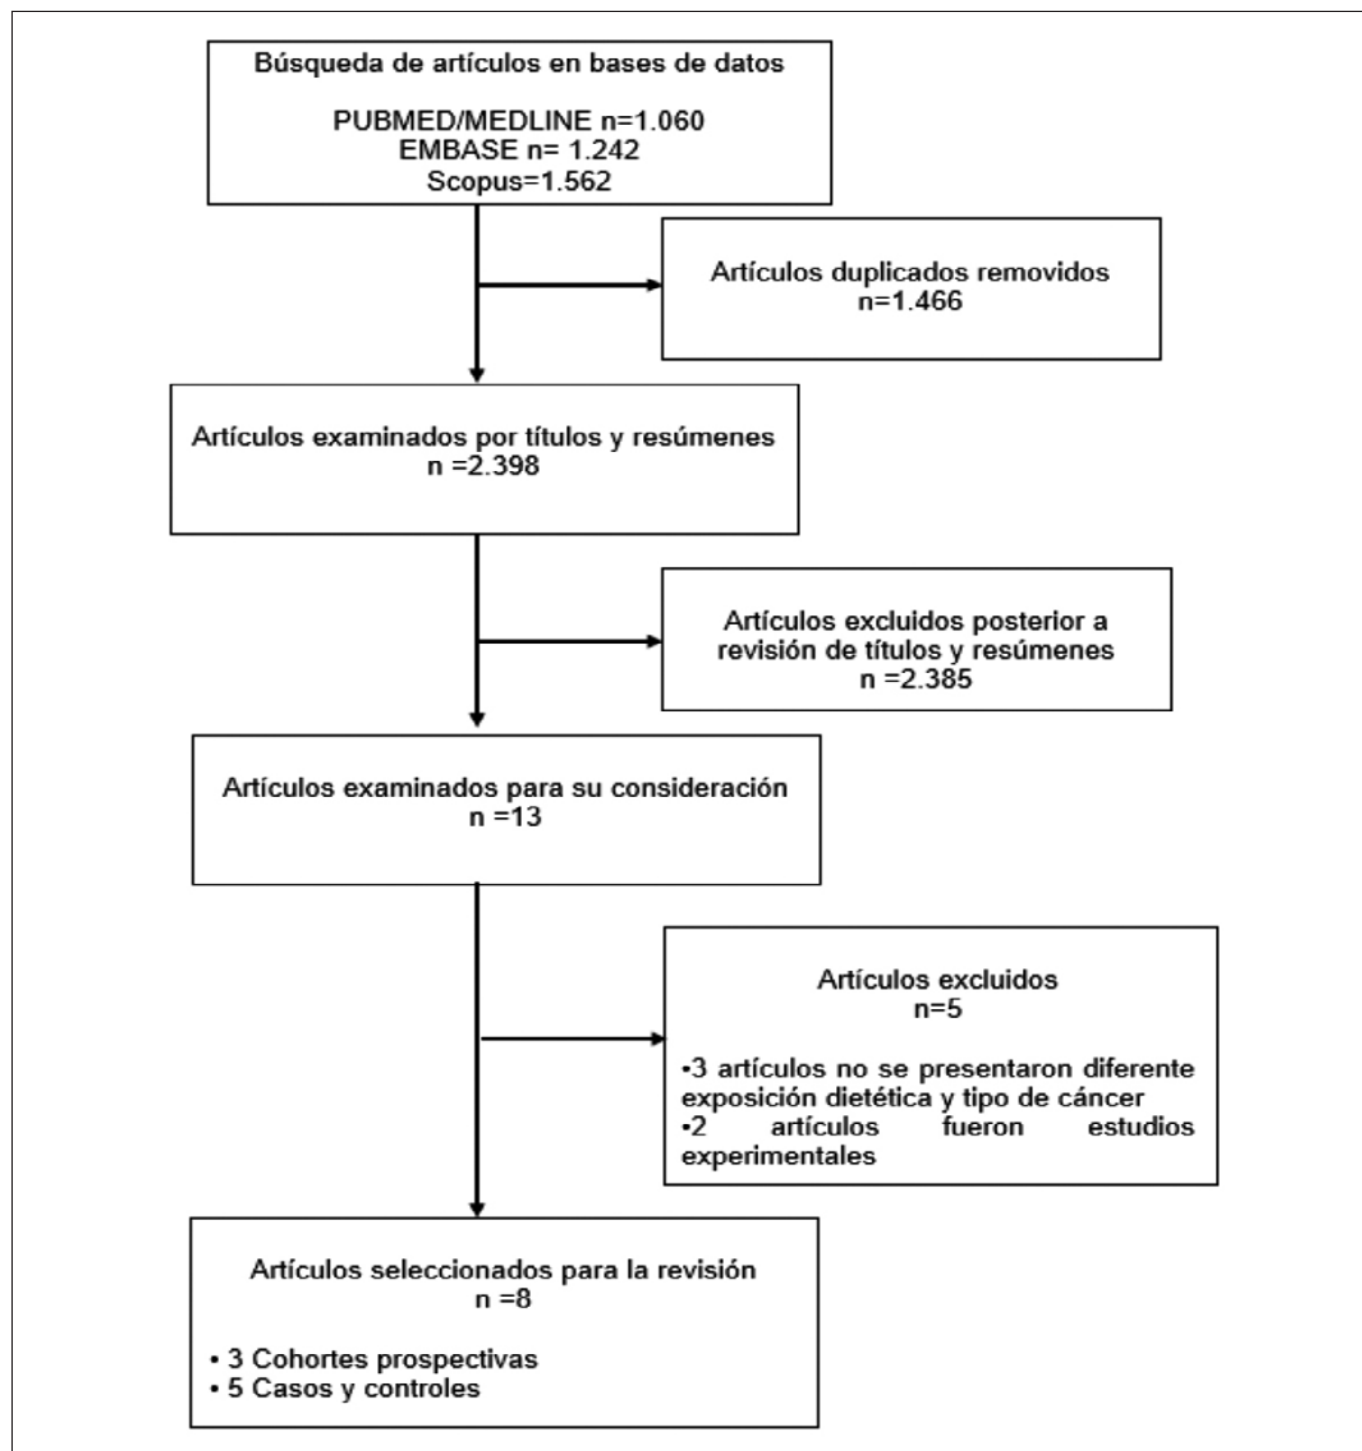 Búsqueda de artículos en bases de datos
PUBMED/MEDLINE n=1.060
EMBASE n= 1.242
Scopus=1.562
Artículos duplicados removidos
n=1.466
Artículos examinados por títulos y resúmenes
n =2.398
Artículos excluidos posterior a
revisión de títulos y resúmenes
n =2.385
Artículos examinados para su consideración
n =13
Artículos excluidos
n=5
•3 artículos no se presentaron diferente
exposición dietética y tipo de cáncer
•2 artículos fueron estudios
experimentales
Artículos seleccionados para la revisión
n =8
• 3 Cohortes prospectivas
• 5 Casos y controles